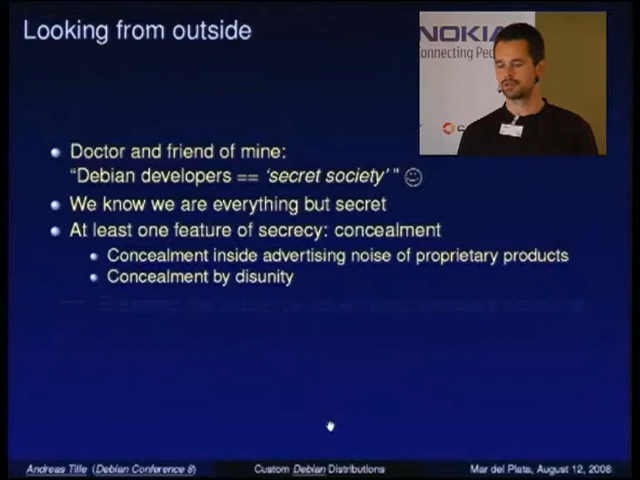 Looking from outside
NOKIA
onnecting Pe
Doctor and friend of mine:
"Debian developers == 'secret society' "
We know we are everything but secret
At least one feature of secrecy: concealment
Concealment inside advertising noise of proprietary products
Concealment by disunity
Andreas Tille (Debian Conference 8) Custom Debian Distributions Mar del Plata, August 12, 2008